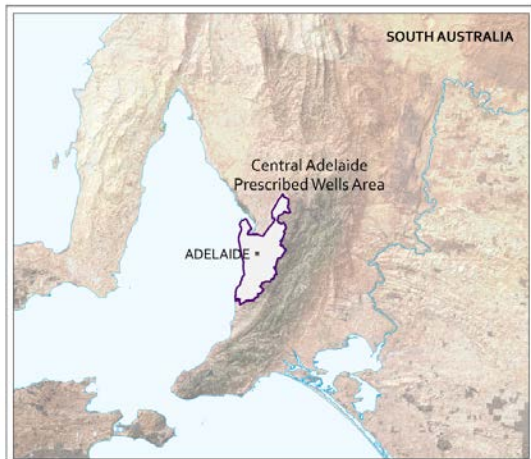 SOUTH AUSTRALIA
Central Adelaide
Prescribed Wells Area
ADELAIDE